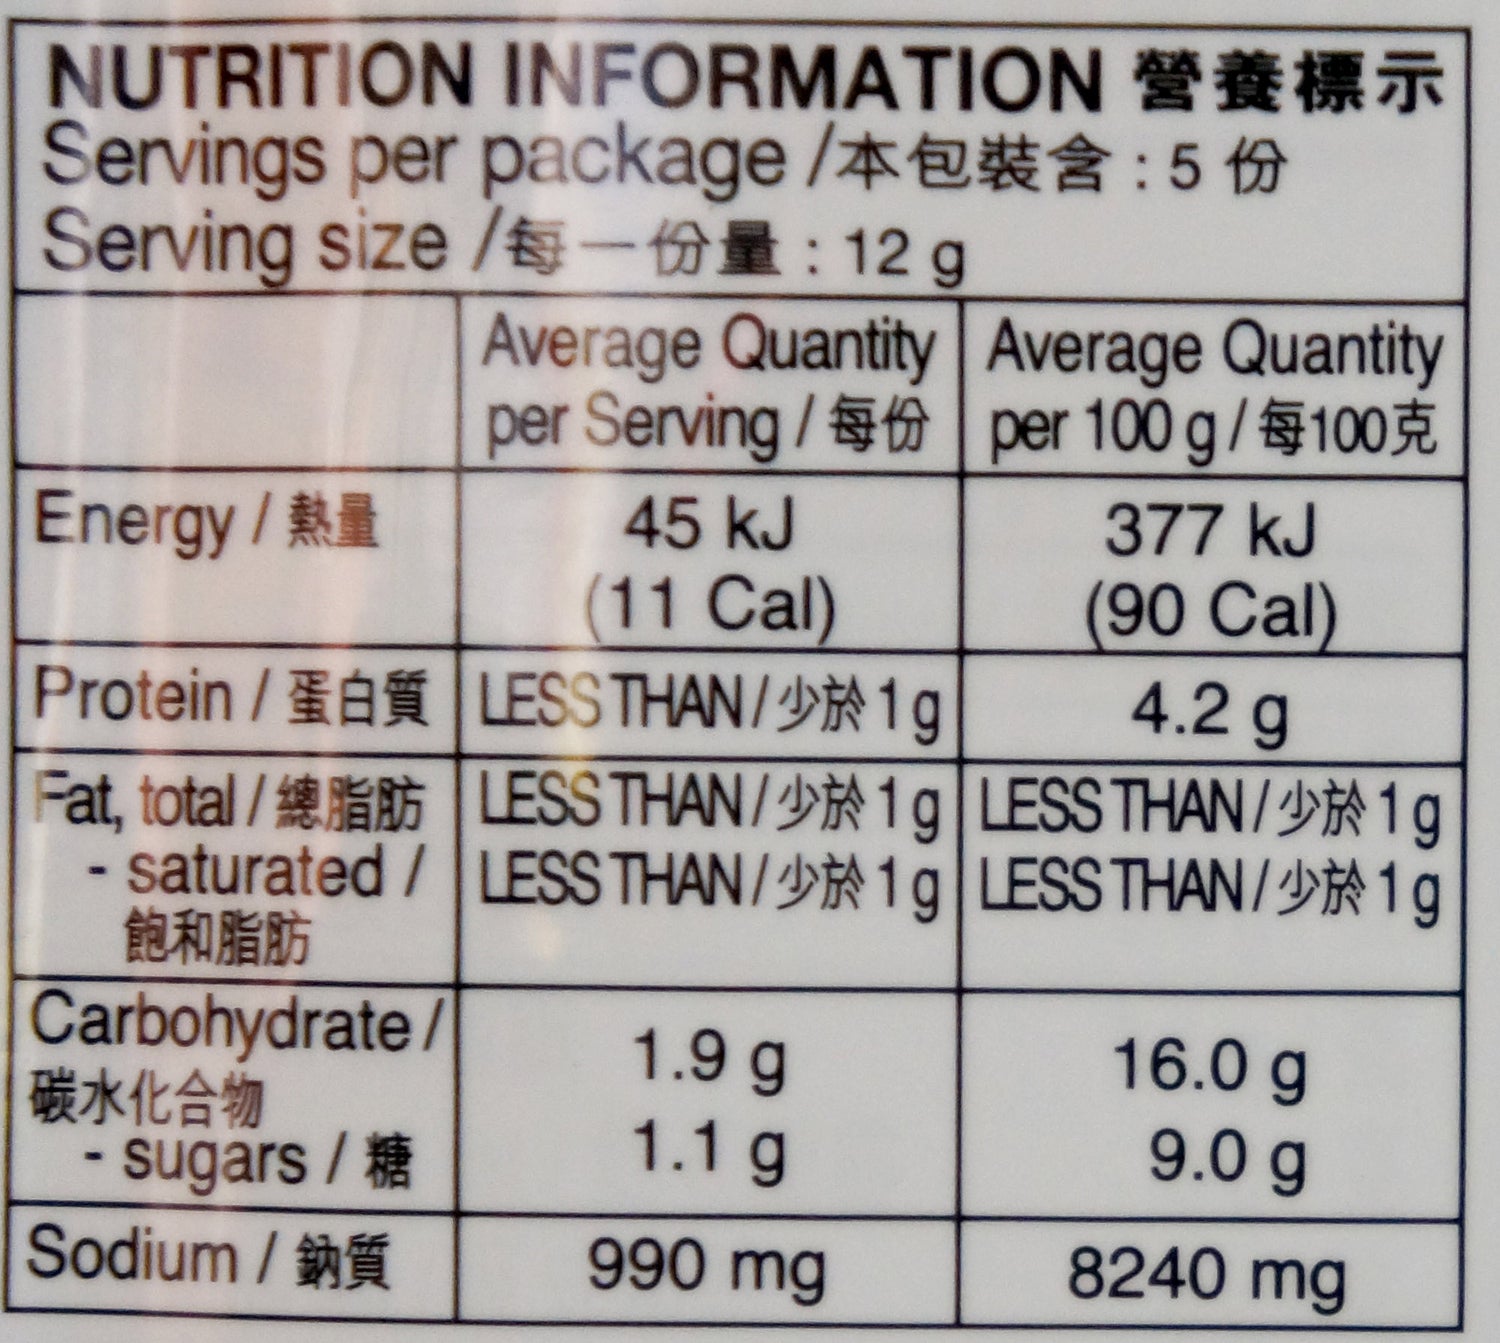 NUTRITION INFORMATION 營養標示
Servings per package /本包裝含 : 5 份
Serving size /每一份量 : 12 g
Average Quantity per Serving / 每份
Average Quantity per 100 g / 每100克
Energy / 熱量 45 kJ 377 kJ
(11 Cal) (90 Cal)
Protein / 蛋白質 LESS THAN / 少於 1 g 4.2 g
Fat, total / 總脂肪 LESS THAN / 少於 1 g LESS THAN / 少於 1 g
- saturated / LESS THAN / 少於 1 g LESS THAN / 少於 1 g
飽和脂肪
Carbohydrate / 1.9 g 16.0 g
碳水化合物
- sugars / 糖 1.1 g 9.0 g
Sodium / 鈉質 990 mg 8240 mg